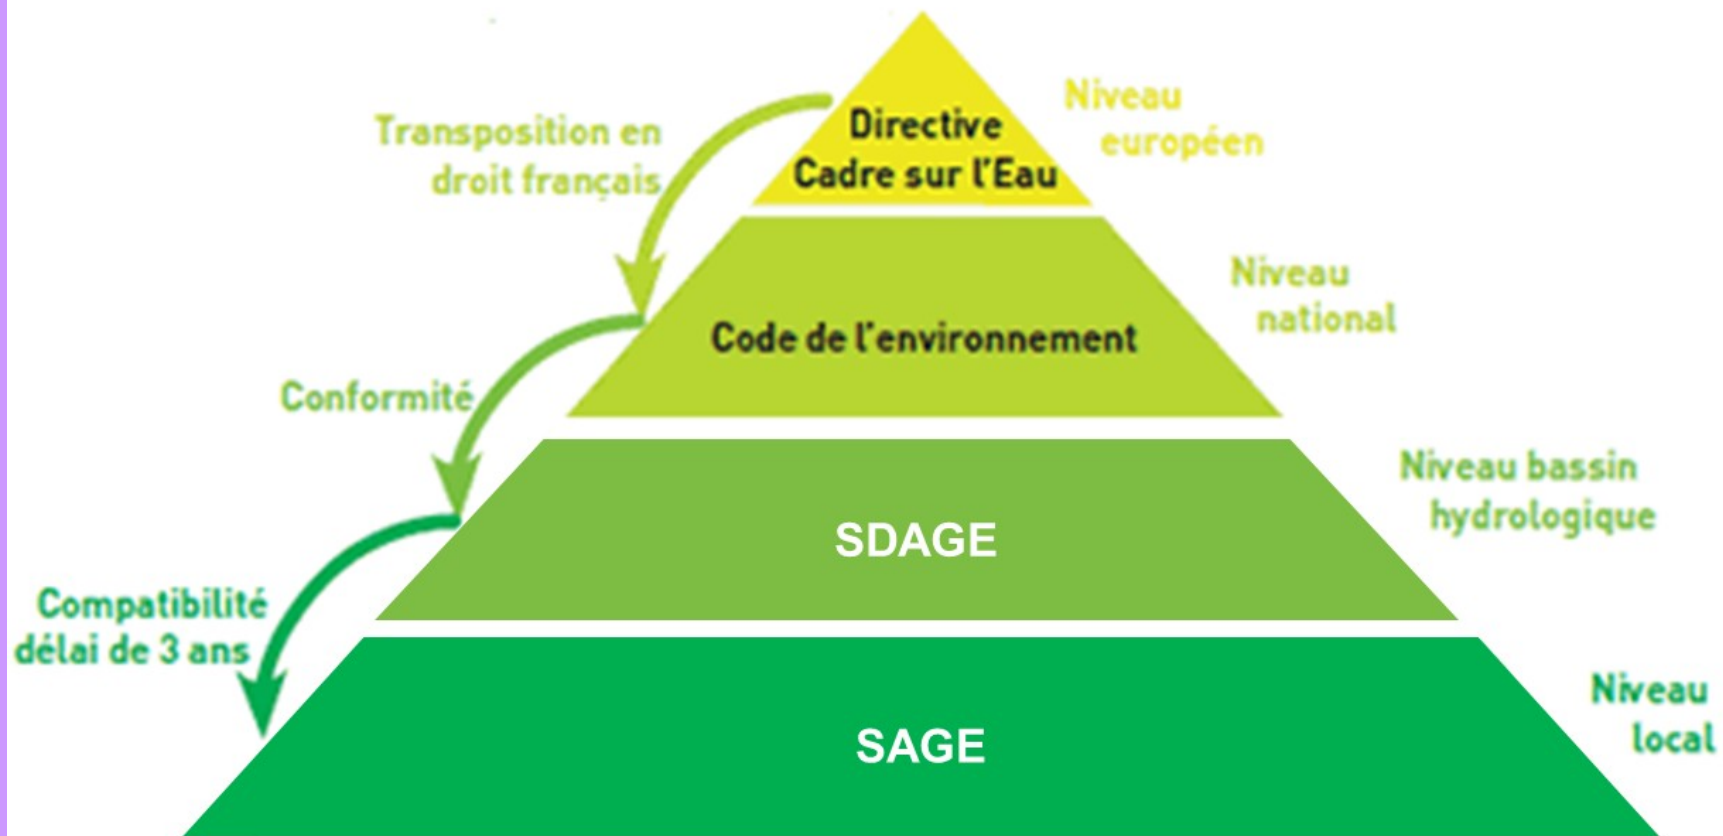 Directive
Cadre sur l'Eau
Niveau
européen
Transposition en
droit français
Code de l'environnement
Niveau
national
Conformité
SDAGE
Niveau bassin
hydrologique
Compatibilité
délai de 3 ans
SAGE
Niveau
local